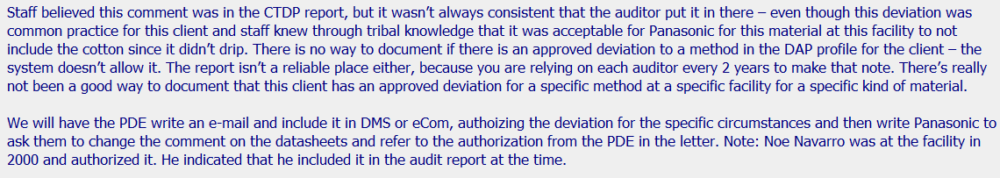 Staff believed this comment was in the CTDP report, but it wasn’t always consistent that the auditor put it in there – even though this deviation was
common practice for this client and staff knew through tribal knowledge that it was acceptable for Panasonic for this material at this facility to not
include the cotton since it didn’t drip. There is no way to document if there is an approved deviation to a method in the DAP profile for the client – the
system doesn’t allow it. The report isn’t a reliable place either, because you are relying on each auditor every 2 years to make that note. There’s really
not been a good way to document that this client has an approved deviation for a specific method at a specific facility for a specific kind of material.

We will have the PDE write an e-mail and include it in DMS or eCom, authoizing the deviation for the specific circumstances and then write Panasonic to
ask them to change the comment on the datasheets and refer to the authorization from the PDE in the letter. Note: Noe Navarro was at the facility in
2000 and authorized it. He indicated that he included it in the audit report at the time.